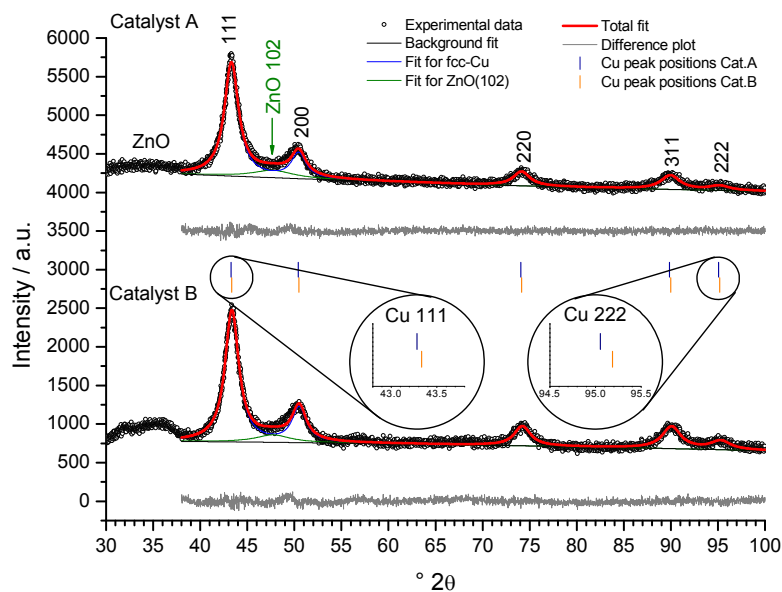 Catalyst A
111
ZnO 102
200
220
311
222
ZnO
Experimental data
Background fit
Fit for fcc-Cu
Fit for ZnO(102)
Total fit
Difference plot
Cu peak positions Cat.A
Cu peak positions Cat.B
Intensity / a.u.
6000
5500
5000
4500
4000
3500
3000
2500
2000
1500
1000
500
0
Catalyst B
Cu 111
43.0 43.5
Cu 222
94.5 95.0 95.5
30 35 40 45 50 55 60 65 70 75 80 85 90 95 100
° 2θ